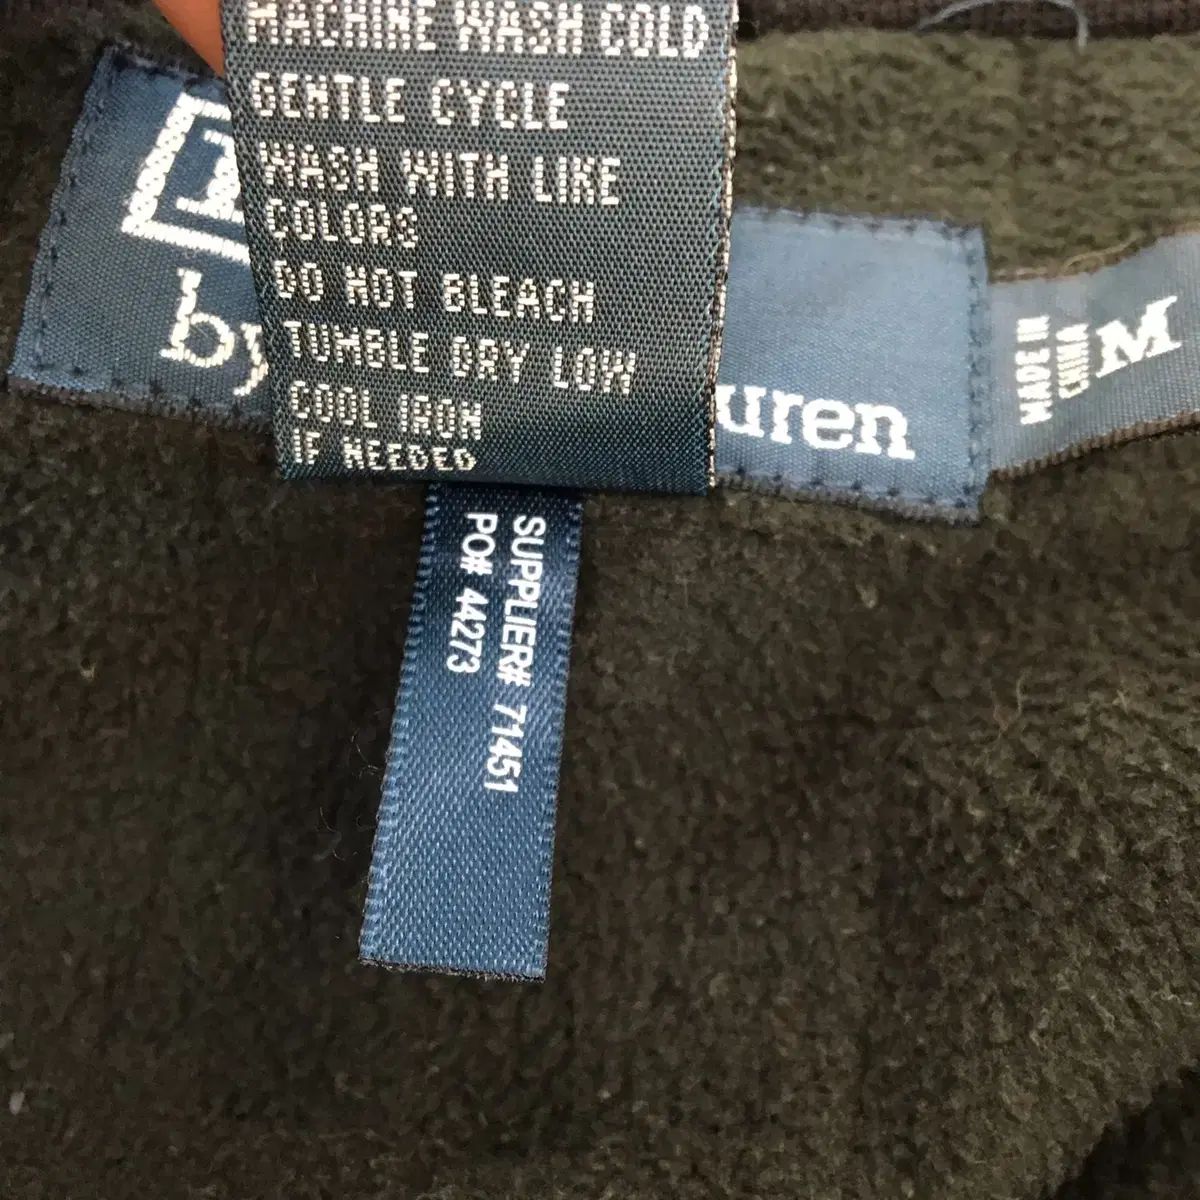 MACHINE WASH COLD
GENTLE CYCLE
WASH WITH LIKE
COLORS
DO NOT BLEACH
TUMBLE DRY LOW
COOL IRON
IF NEEDED
by
uren
MADE IN
CHINA
M
SUPPLIER# 71451
PO# 44273